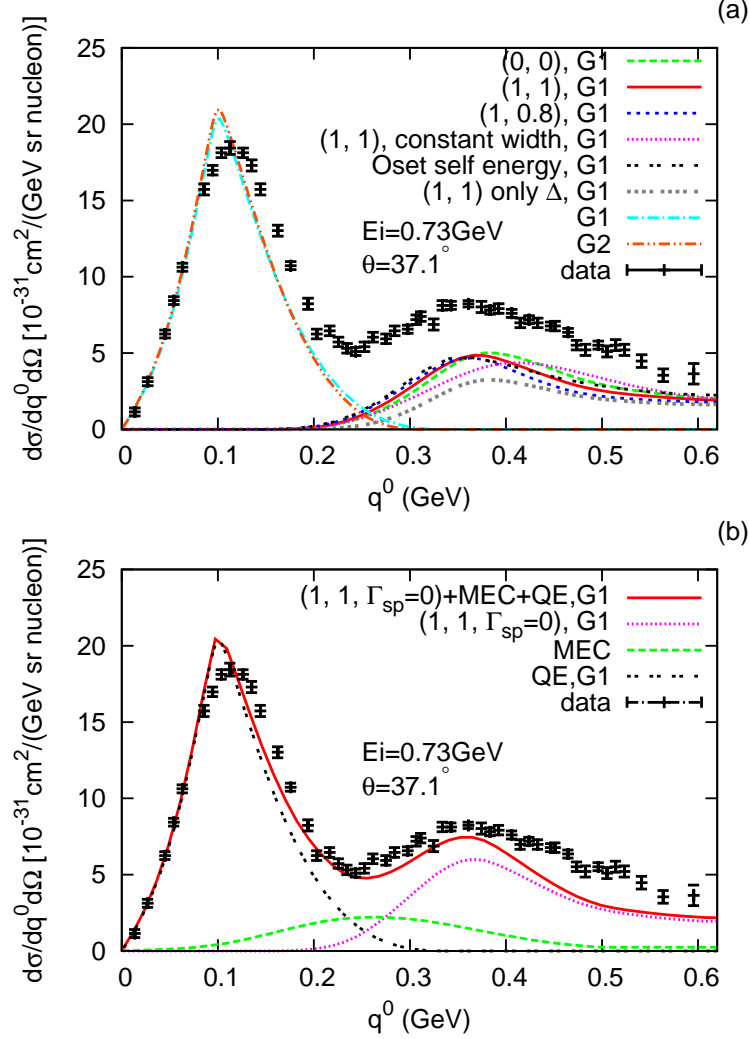 (a)
dσ/dq⁰dΩ [10⁻³¹cm²/(GeV sr nucleon)]
25
20
15
10
5
0
(0, 0), G1
(1, 1), G1
(1, 0.8), G1
(1, 1), constant width, G1
Oset self energy, G1
(1, 1) only Δ, G1
G1
G2
data
Ei=0.73GeV
θ=37.1°
0 0.1 0.2 0.3 0.4 0.5 0.6
q⁰ (GeV)
(b)
dσ/dq⁰dΩ [10⁻³¹cm²/(GeV sr nucleon)]
25
20
15
10
5
0
(1, 1, Γsp=0)+MEC+QE,G1
(1, 1, Γsp=0), G1
MEC
QE,G1
data
Ei=0.73GeV
θ=37.1°
0 0.1 0.2 0.3 0.4 0.5 0.6
q⁰ (GeV)